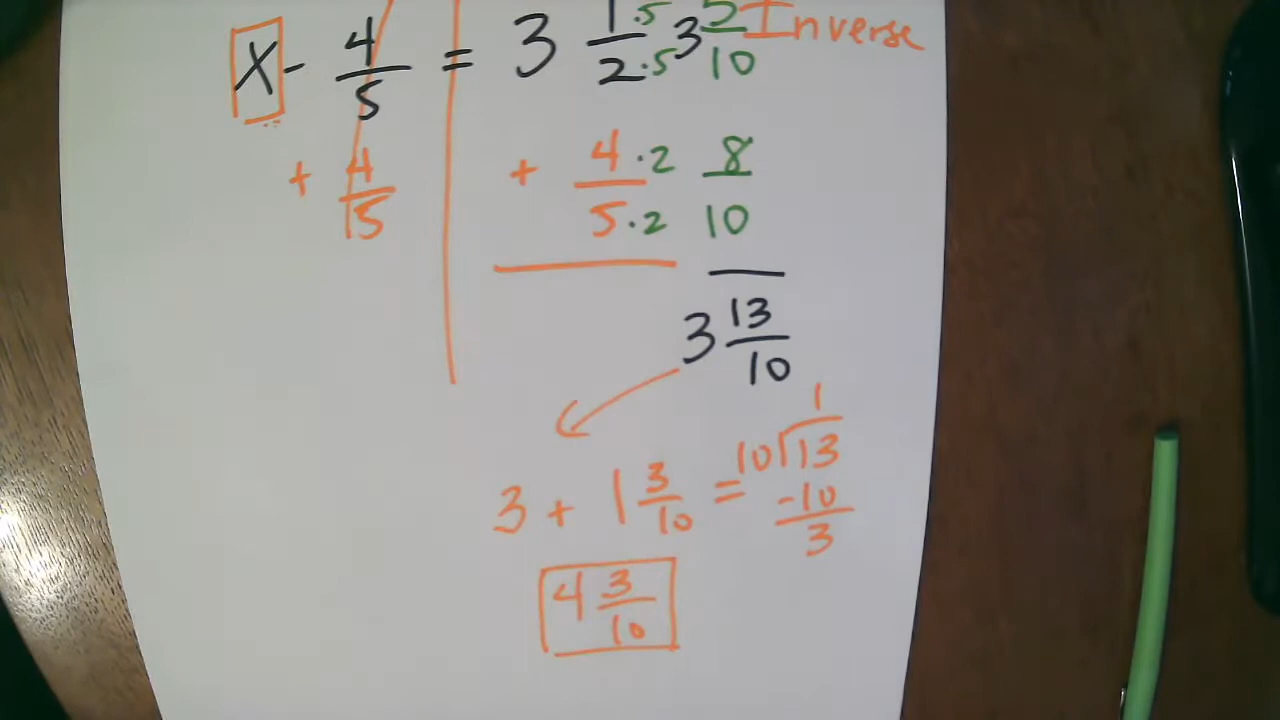 x - 4/5 = 3 1·5/2·5 3 5/10 Inverse
+ 4/5 + 4·2/5·2 8/10
3 13/10
1
10 13
3 + 1 3/10 = -10
3
4 3/10